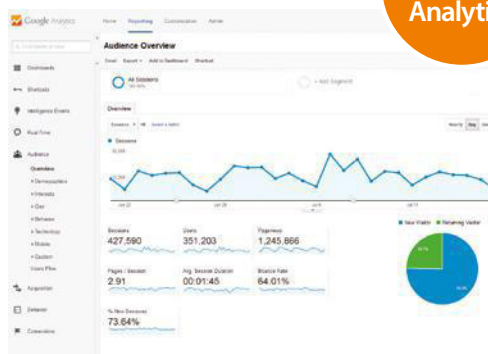 Analyti
Google Analytics
Home Reporting Customization Admin
Audience Overview
Email Export Add to Dashboard Shortcut
Dashboards
All Sessions
+ Add Segment
Shortcuts
Intelligence Events
Overview
Real-Time
Sessions
Audience
Sessions
Overview
Demographics
Interests
Geo
Behavior
Technology
Mobile
Custom
Users Flow
Acquisition
Behavior
Conversions
New Visitor Returning Visitor
Sessions
427,590
Users
351,203
Pageviews
1,245,866
Pages / Session
2.91
Avg. Session Duration
00:01:45
Bounce Rate
64.01%
% New Sessions
73.64%